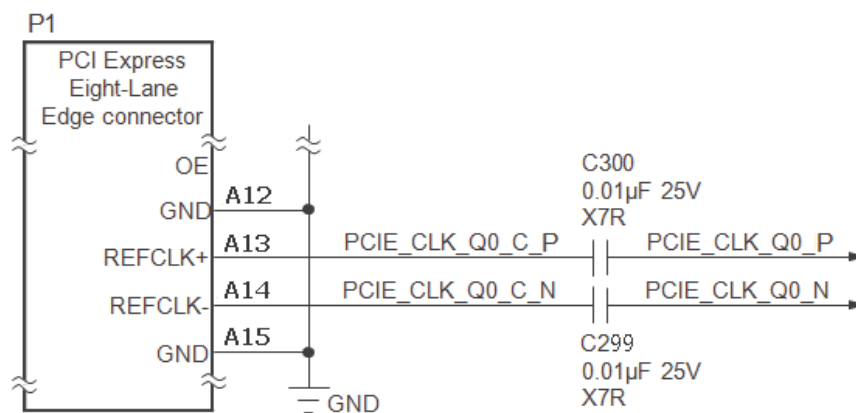 P1
PCI Express
Eight-Lane
Edge connector
OE
GND A12
REFCLK+ A13 PCIE_CLK_Q0_C_P PCIE_CLK_Q0_P
REFCLK- A14 PCIE_CLK_Q0_C_N PCIE_CLK_Q0_N
GND A15
GND
C300
0.01µF 25V
X7R
C299
0.01µF 25V
X7R